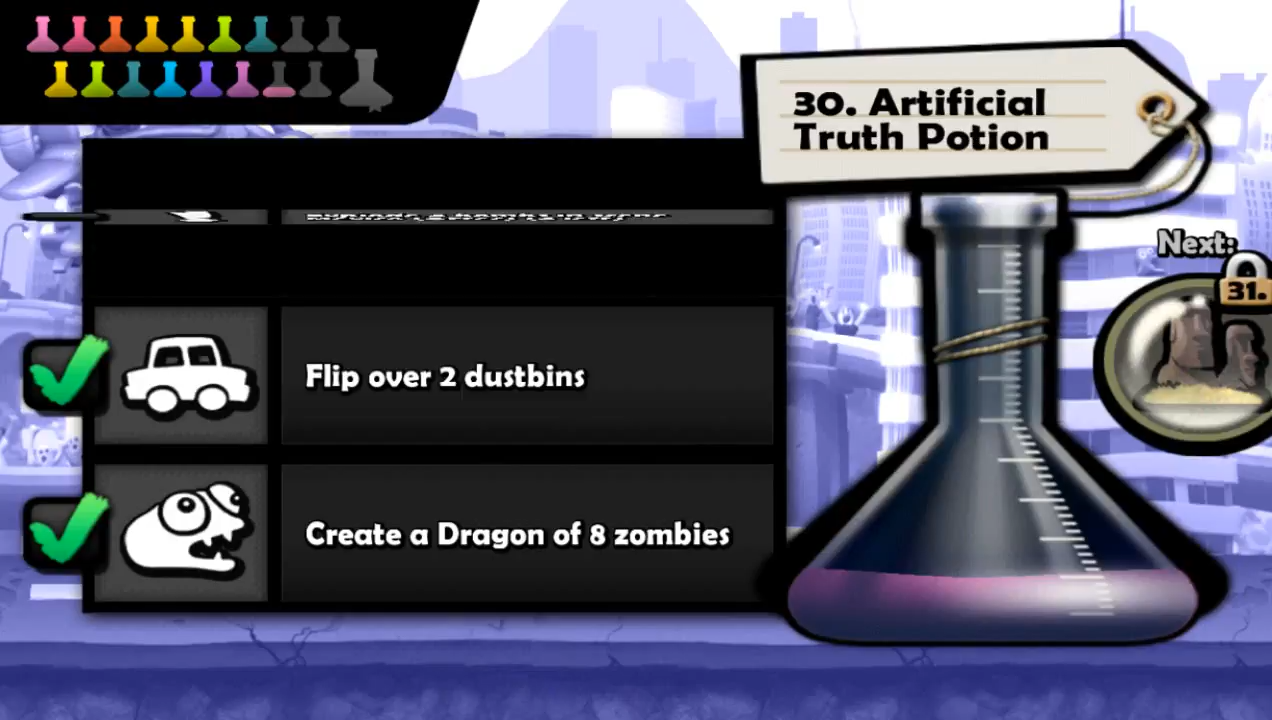 30. Artificial
Truth Potion
Next:
31.
Flip over 2 dustbins
Create a Dragon of 8 zombies